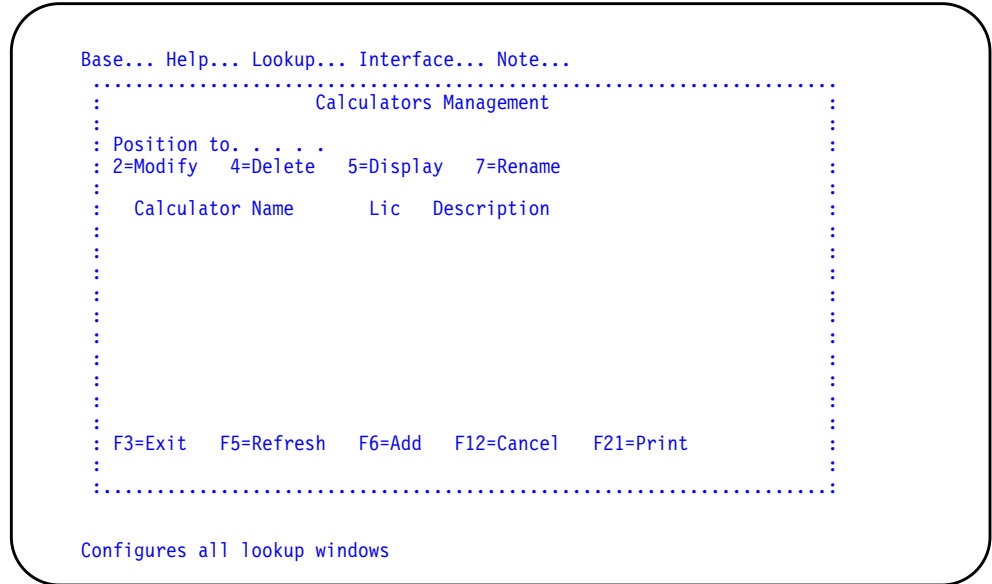 Base... Help... Lookup... Interface... Note...
Calculators Management
Position to. . . . .
2=Modify 4=Delete 5=Display 7=Rename
Calculator Name Lic Description
F3=Exit F5=Refresh F6=Add F12=Cancel F21=Print
Configures all lookup windows